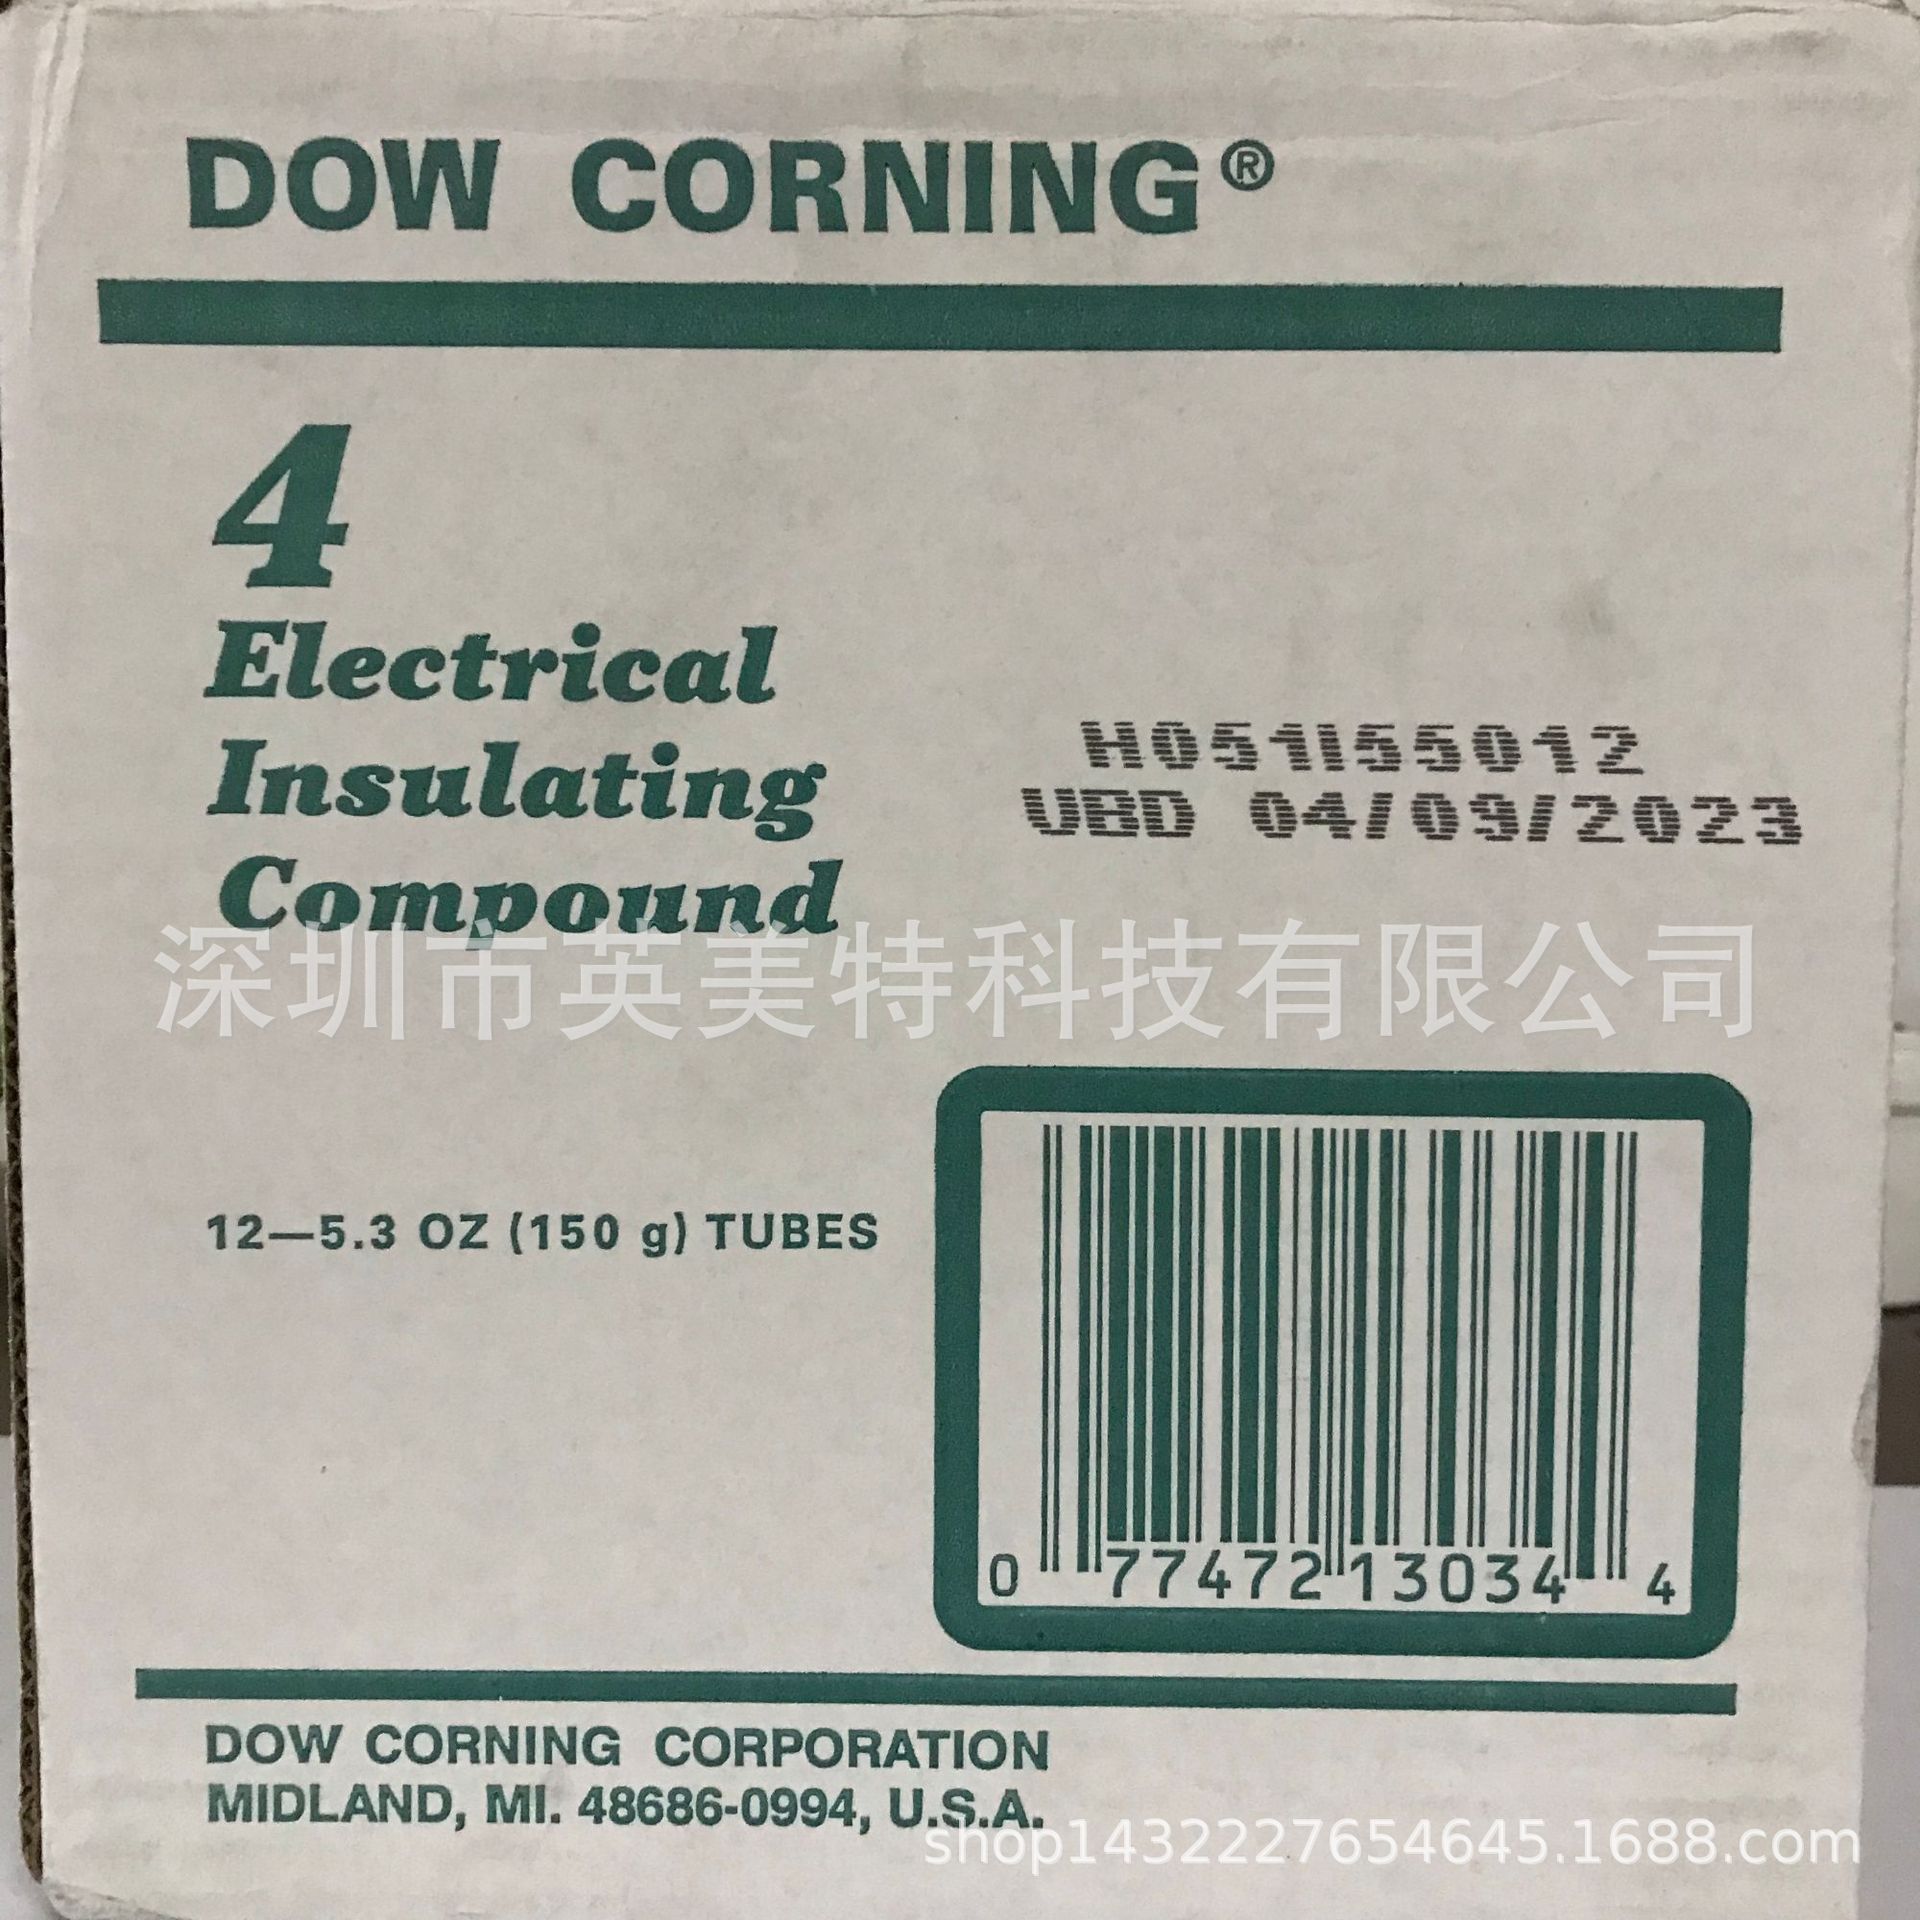 DOW CORNING®
4
Electrical
Insulating
Compound
H051I55012
UBD 04/09/2023
深圳市英美特科技有限公司
12—5.3 OZ (150 g) TUBES
0 77472 13034 4
DOW CORNING CORPORATION
MIDLAND, MI. 48686-0994, U.S.A.
shop1432227654645.1688.com